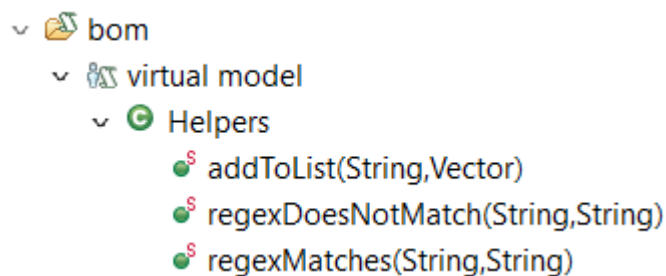 bom
virtual model
Helpers
addToList(String,Vector)
regexDoesNotMatch(String,String)
regexMatches(String,String)